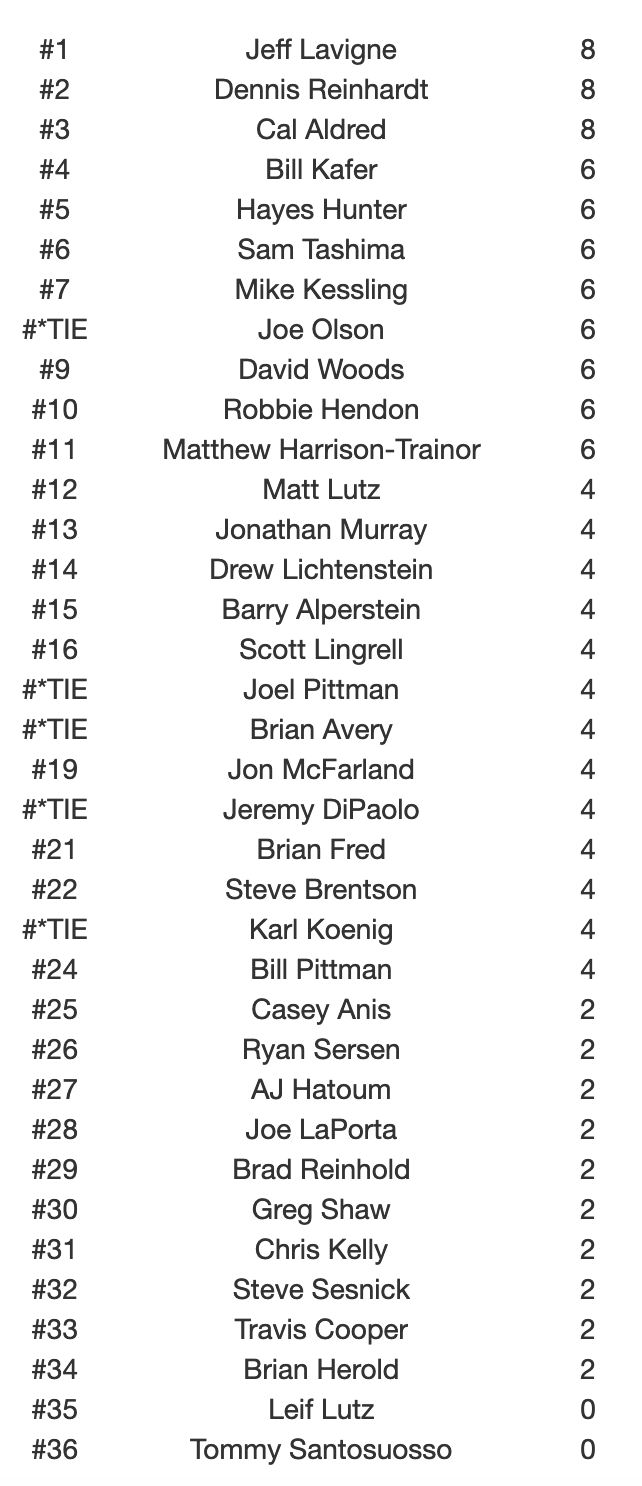 #1 Jeff Lavigne 8
#2 Dennis Reinhardt 8
#3 Cal Aldred 8
#4 Bill Kafer 6
#5 Hayes Hunter 6
#6 Sam Tashima 6
#7 Mike Kessling 6
#*TIE Joe Olson 6
#9 David Woods 6
#10 Robbie Hendon 6
#11 Matthew Harrison-Trainor 6
#12 Matt Lutz 4
#13 Jonathan Murray 4
#14 Drew Lichtenstein 4
#15 Barry Alperstein 4
#16 Scott Lingrell 4
#*TIE Joel Pittman 4
#*TIE Brian Avery 4
#19 Jon McFarland 4
#*TIE Jeremy DiPaolo 4
#21 Brian Fred 4
#22 Steve Brentson 4
#*TIE Karl Koenig 4
#24 Bill Pittman 4
#25 Casey Anis 2
#26 Ryan Sersen 2
#27 AJ Hatoum 2
#28 Joe LaPorta 2
#29 Brad Reinhold 2
#30 Greg Shaw 2
#31 Chris Kelly 2
#32 Steve Sesnick 2
#33 Travis Cooper 2
#34 Brian Herold 2
#35 Leif Lutz 0
#36 Tommy Santosuosso 0